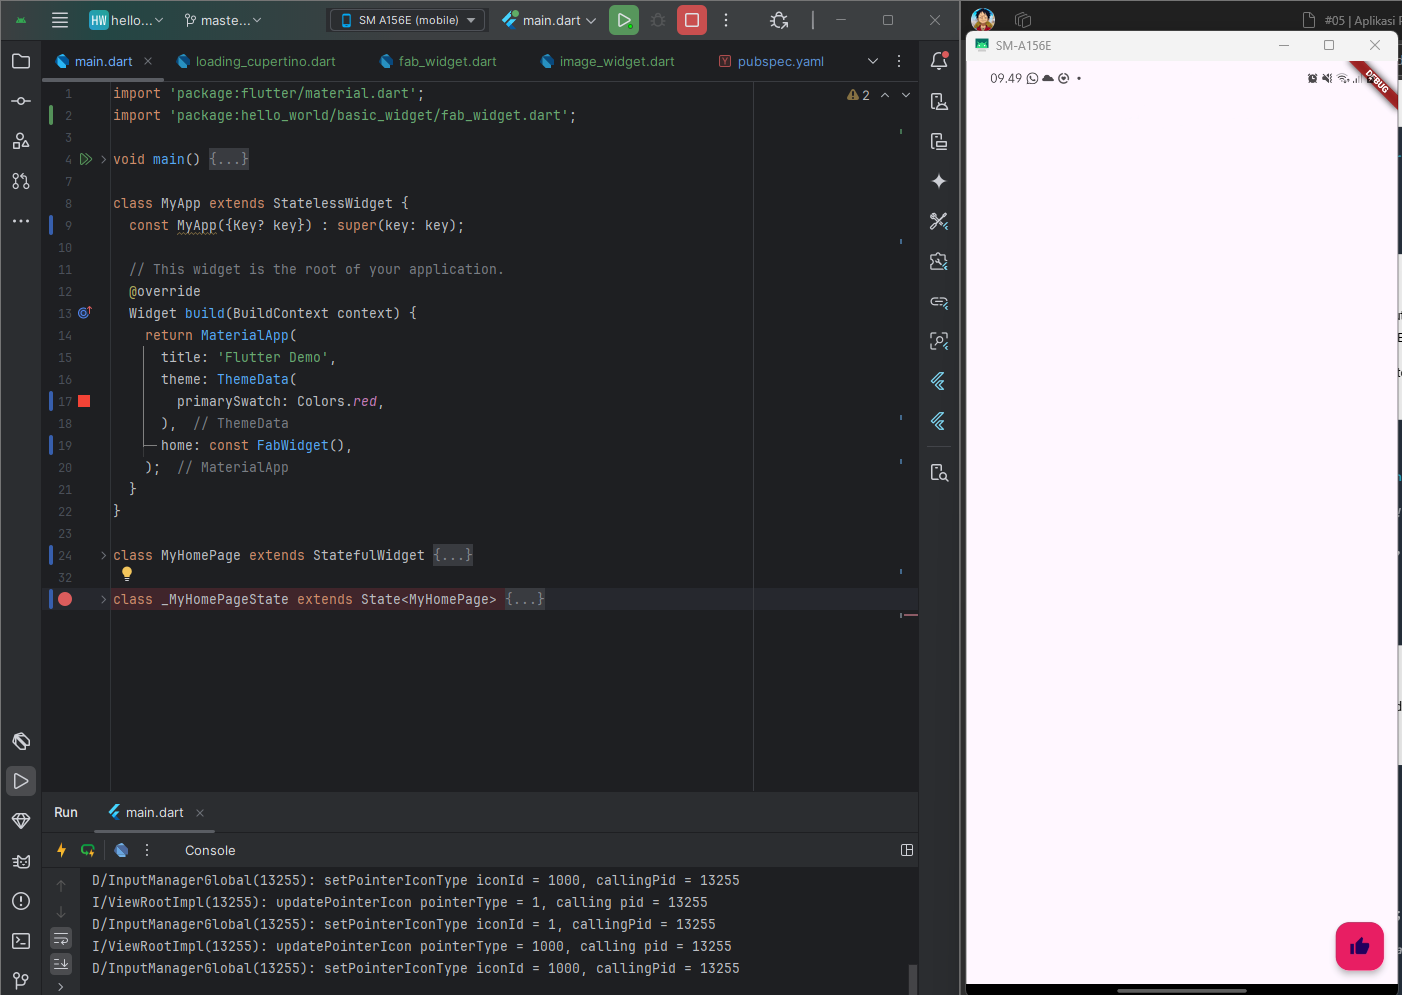 HW hello... maste... SM A156E (mobile) main.dart #05 | Aplikasi
main.dart loading_cupertino.dart fab_widget.dart image_widget.dart pubspec.yaml
1 import 'package:flutter/material.dart'; 2
2 import 'package:hello_world/basic_widget/fab_widget.dart';
3
4 void main() {...}
7
8 class MyApp extends StatelessWidget {
9 const MyApp({Key? key}) : super(key: key);
10
11 // This widget is the root of your application.
12 @override
13 Widget build(BuildContext context) {
14 return MaterialApp(
15 title: 'Flutter Demo',
16 theme: ThemeData(
17 primarySwatch: Colors.red,
18 ), // ThemeData
19 home: const FabWidget(),
20 ); // MaterialApp
21 }
22 }
23
24 class MyHomePage extends StatefulWidget {...}
32
class _MyHomePageState extends State<MyHomePage> {...}
Run main.dart
Console
D/InputManagerGlobal(13255): setPointerIconType iconId = 1000, callingPid = 13255
I/ViewRootImpl(13255): updatePointerIcon pointerType = 1, calling pid = 13255
D/InputManagerGlobal(13255): setPointerIconType iconId = 1, callingPid = 13255
I/ViewRootImpl(13255): updatePointerIcon pointerType = 1000, calling pid = 13255
D/InputManagerGlobal(13255): setPointerIconType iconId = 1000, callingPid = 13255
SM-A156E
09.49
DEBUG